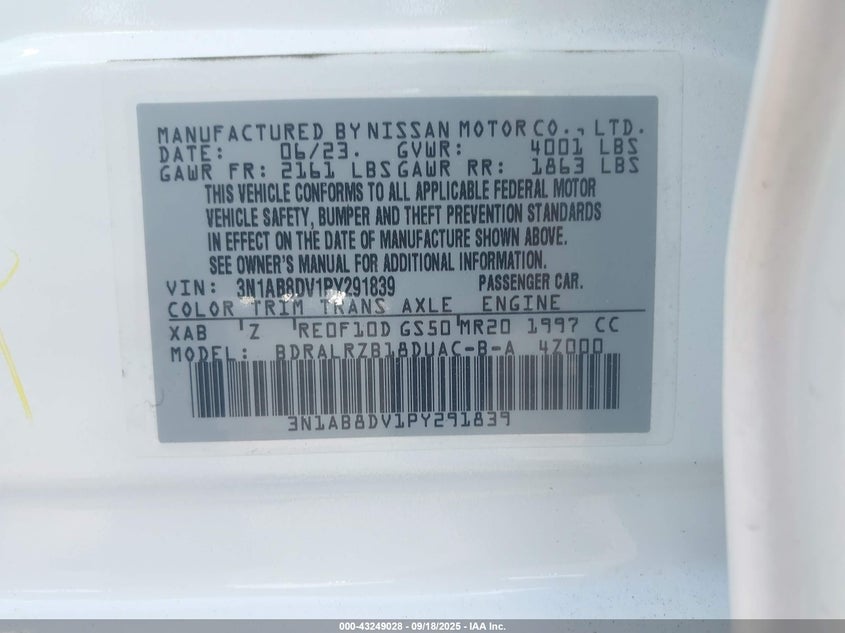 MANUFACTURED BY NISSAN MOTOR CO., LTD.
DATE: 06/23. GVWR: 4001 LBS
GAWR FR: 2161 LBS GAWR RR: 1863 LBS
THIS VEHICLE CONFORMS TO ALL APPLICABLE FEDERAL MOTOR
VEHICLE SAFETY, BUMPER AND THEFT PREVENTION STANDARDS
IN EFFECT ON THE DATE OF MANUFACTURE SHOWN ABOVE.
SEE OWNER'S MANUAL FOR ADDITIONAL INFORMATION.
VIN: 3N1AB8DV1PY291839 PASSENGER CAR.
COLOR TRIM TRANS AXLE ENGINE
XAB Z RE0F10D GS50 MR20 1997 CC
MODEL: BDRALRZB18DUAC-B-A 4Z000
3N1AB8DV1PY291839
000-43249028 - 09/18/2025 - IAA Inc.